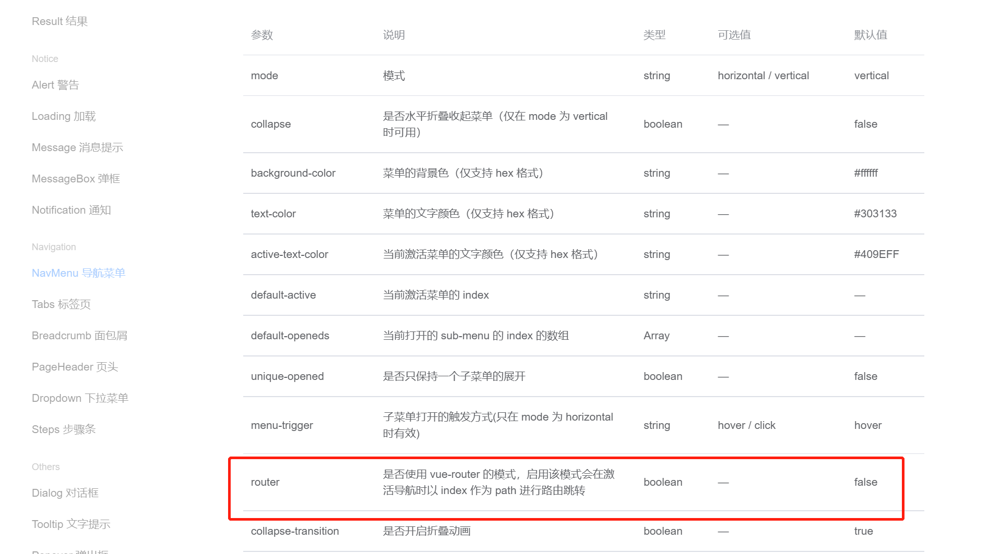 Result 结果
Notice
Alert 警告
Loading 加载
Message 消息提示
MessageBox 弹框
Notification 通知
Navigation
NavMenu 导航菜单
Tabs 标签页
Breadcrumb 面包屑
PageHeader 页头
Dropdown 下拉菜单
Steps 步骤条
Others
Dialog 对话框
Tooltip 文字提示
Popover 弹出框
参数 说明 类型 可选值 默认值
mode 模式 string horizontal / vertical vertical
collapse 是否水平折叠收起菜单（仅在 mode 为 vertical
时可用） boolean — false
background-color 菜单的背景色（仅支持 hex 格式） string — #ffffff
text-color 菜单的文字颜色（仅支持 hex 格式） string — #303133
active-text-color 当前激活菜单的文字颜色（仅支持 hex 格式） string — #409EFF
default-active 当前激活菜单的 index string — —
default-openeds 当前打开的 sub-menu 的 index 的数组 Array — —
unique-opened 是否只保持一个子菜单的展开 boolean — false
menu-trigger 子菜单打开的触发方式(只在 mode 为 horizontal
时有效) string hover / click hover
router 是否使用 vue-router 的模式，启用该模式会在激
活导航时以 index 作为 path 进行路由跳转 boolean — false
collapse-transition 是否开启折叠动画 boolean — true